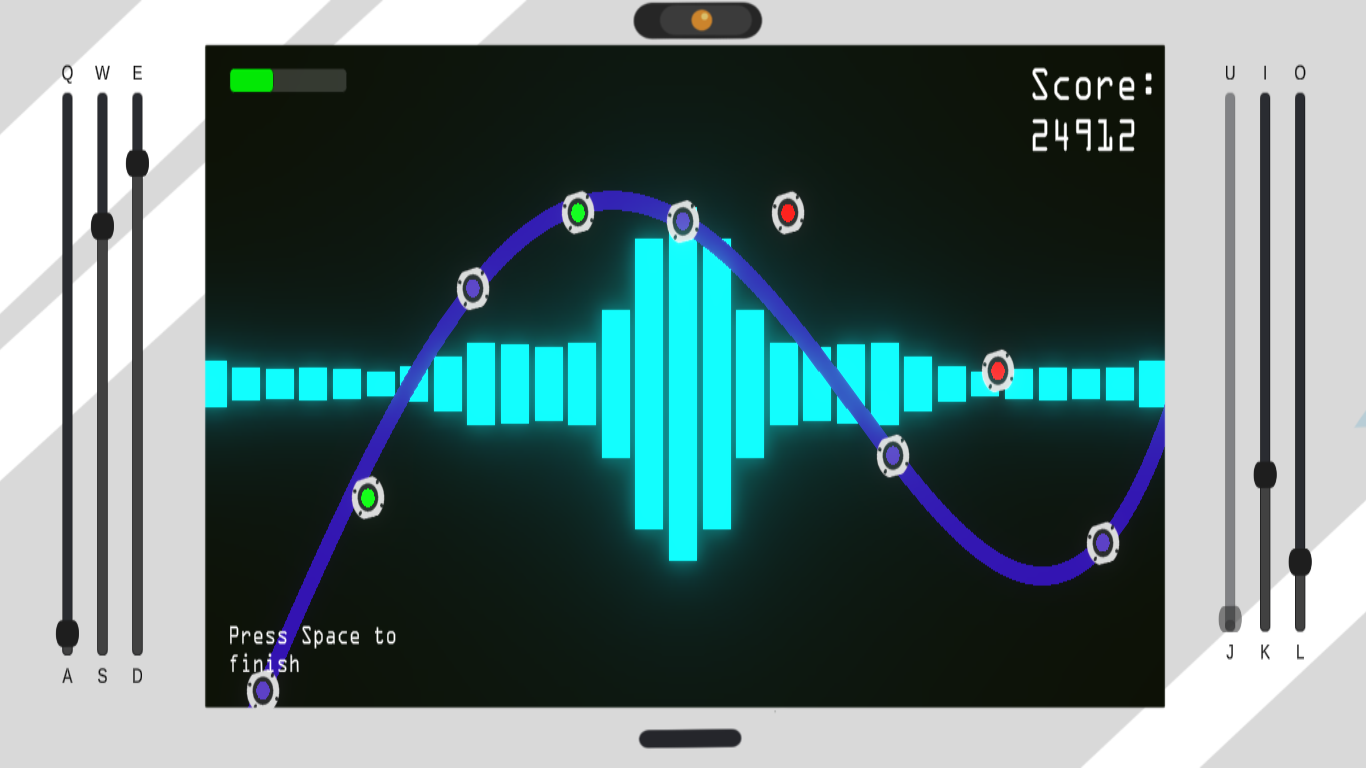 Q W E
U I O
Score:
24912
Press Space to
finish
A S D
J K L